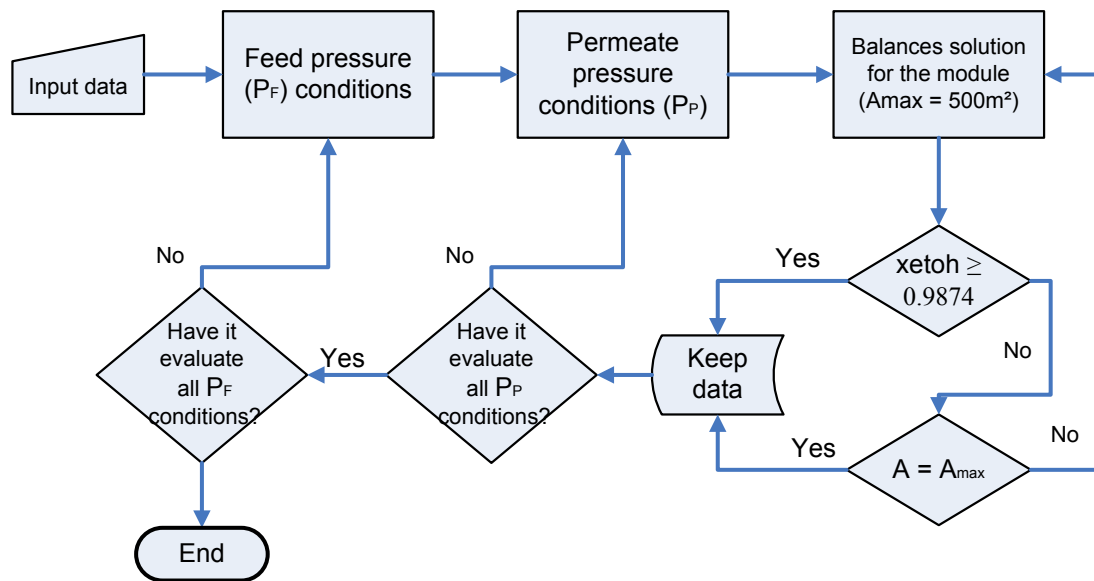 Input data
Feed pressure
(PF) conditions
Permeate
pressure
conditions (PP)
Balances solution
for the module
(Amax = 500m²)
xetoh ≥
0.9874
Yes
No
A = Amax
Yes
No
Keep
data
Have it
evaluate
all PP
conditions?
No
Yes
Have it
evaluate
all PF
conditions?
No
End